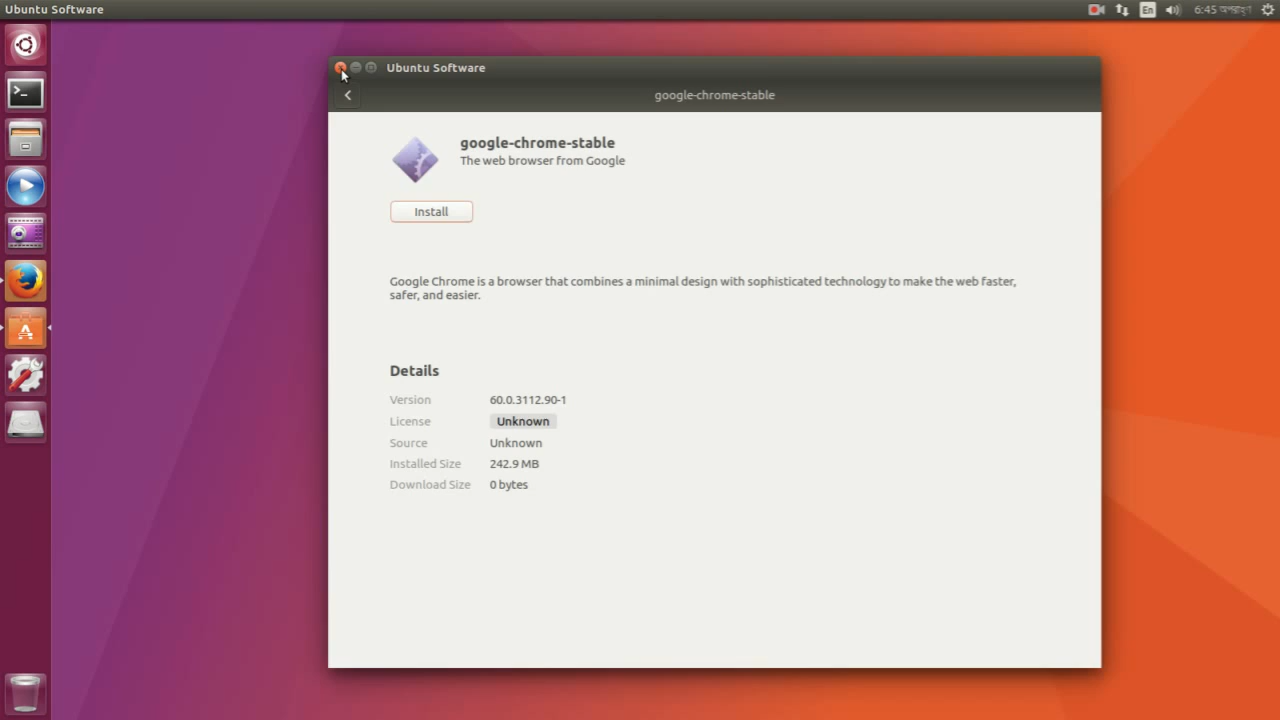 Ubuntu Software
En
6:45 অপরাহ্ণ
Ubuntu Software
google-chrome-stable
google-chrome-stable
The web browser from Google
Install
Google Chrome is a browser that combines a minimal design with sophisticated technology to make the web faster,
safer, and easier.
Details
Version 60.0.3112.90-1
License Unknown
Source Unknown
Installed Size 242.9 MB
Download Size 0 bytes